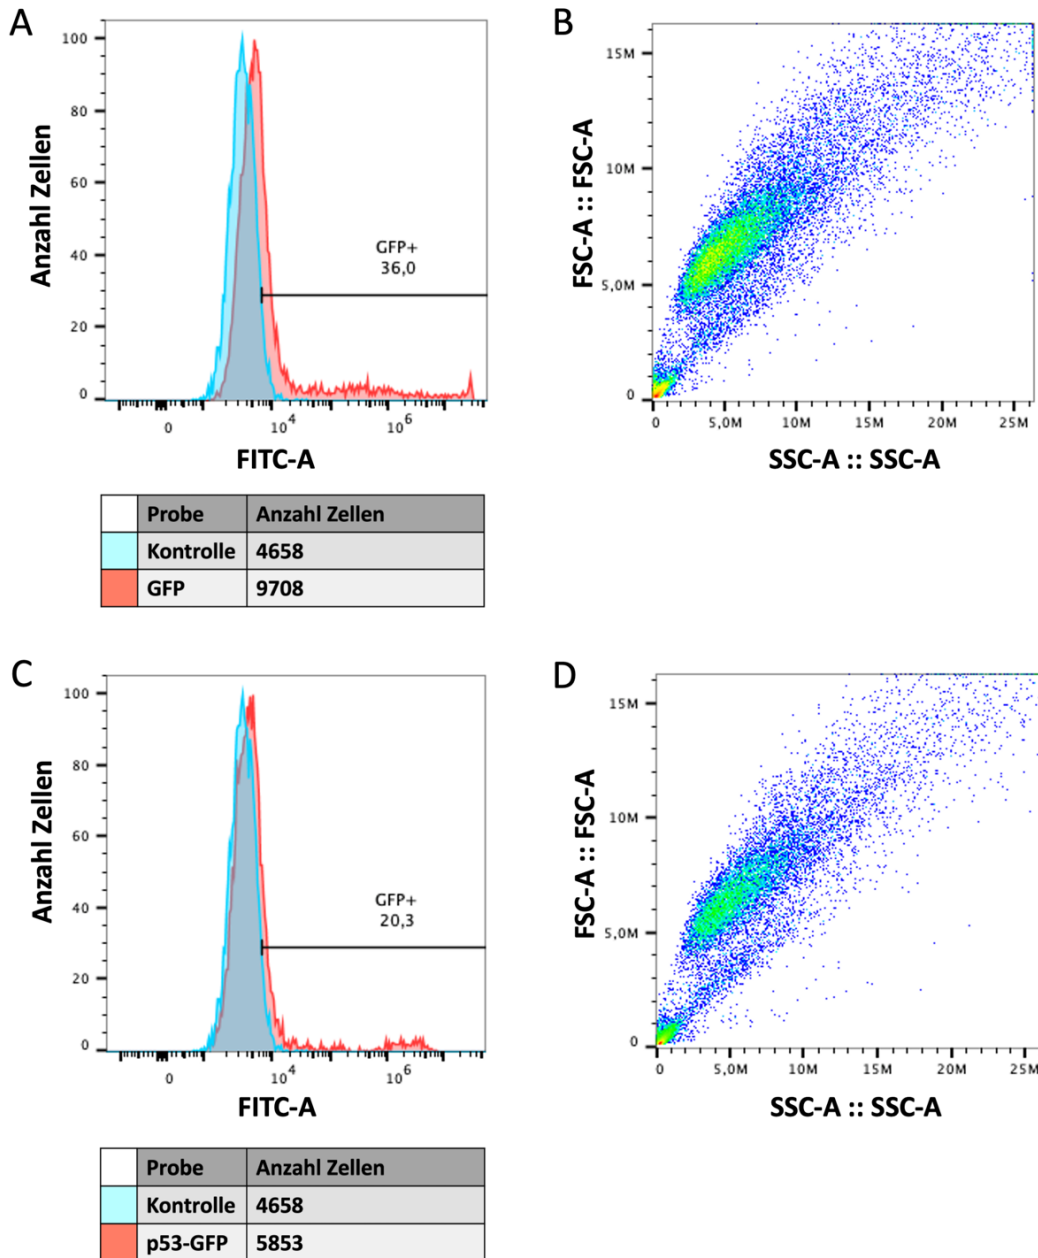 A
Anzahl Zellen
100
80
60
40
20
0
GFP+
36,0
0
10^4
10^6
FITC-A
Probe Anzahl Zellen
Kontrolle 4658
GFP 9708
B
FSC-A :: FSC-A
15M
10M
5,0M
0
0 5,0M 10M 15M 20M 25M
SSC-A :: SSC-A
C
Anzahl Zellen
100
80
60
40
20
0
GFP+
20,3
0
10^4
10^6
FITC-A
Probe Anzahl Zellen
Kontrolle 4658
p53-GFP 5853
D
FSC-A :: FSC-A
15M
10M
5,0M
0
0 5,0M 10M 15M 20M 25M
SSC-A :: SSC-A